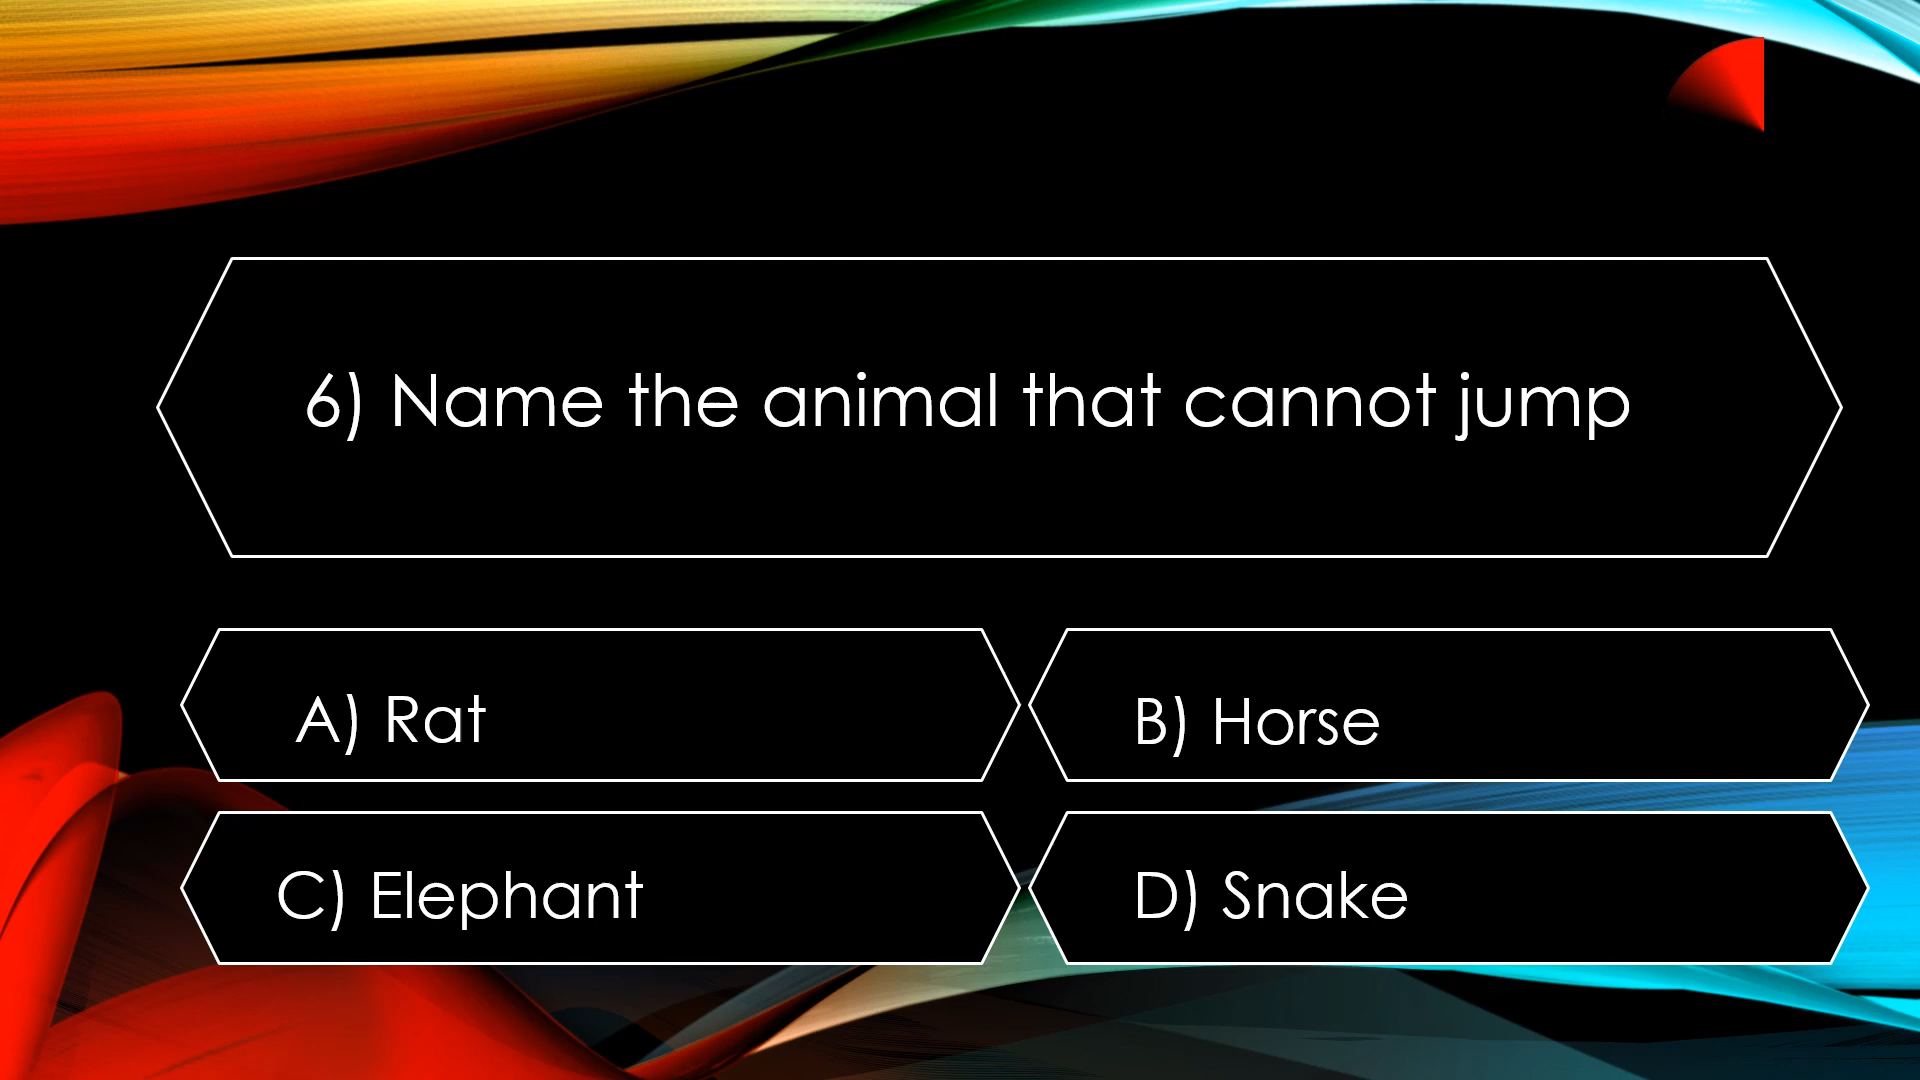 6) Name the animal that cannot jump
A) Rat
B) Horse
C) Elephant
D) Snake